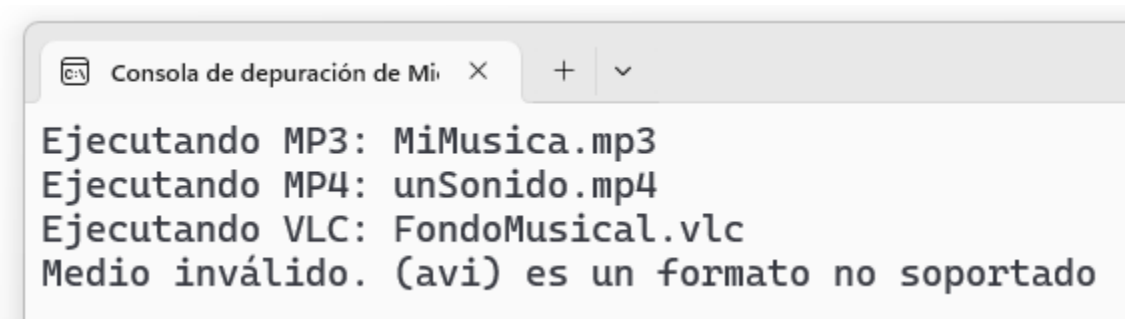 Consola de depuración de Mi
Ejecutando MP3: MiMusica.mp3
Ejecutando MP4: unSonido.mp4
Ejecutando VLC: FondoMusical.vlc
Medio inválido. (avi) es un formato no soportado